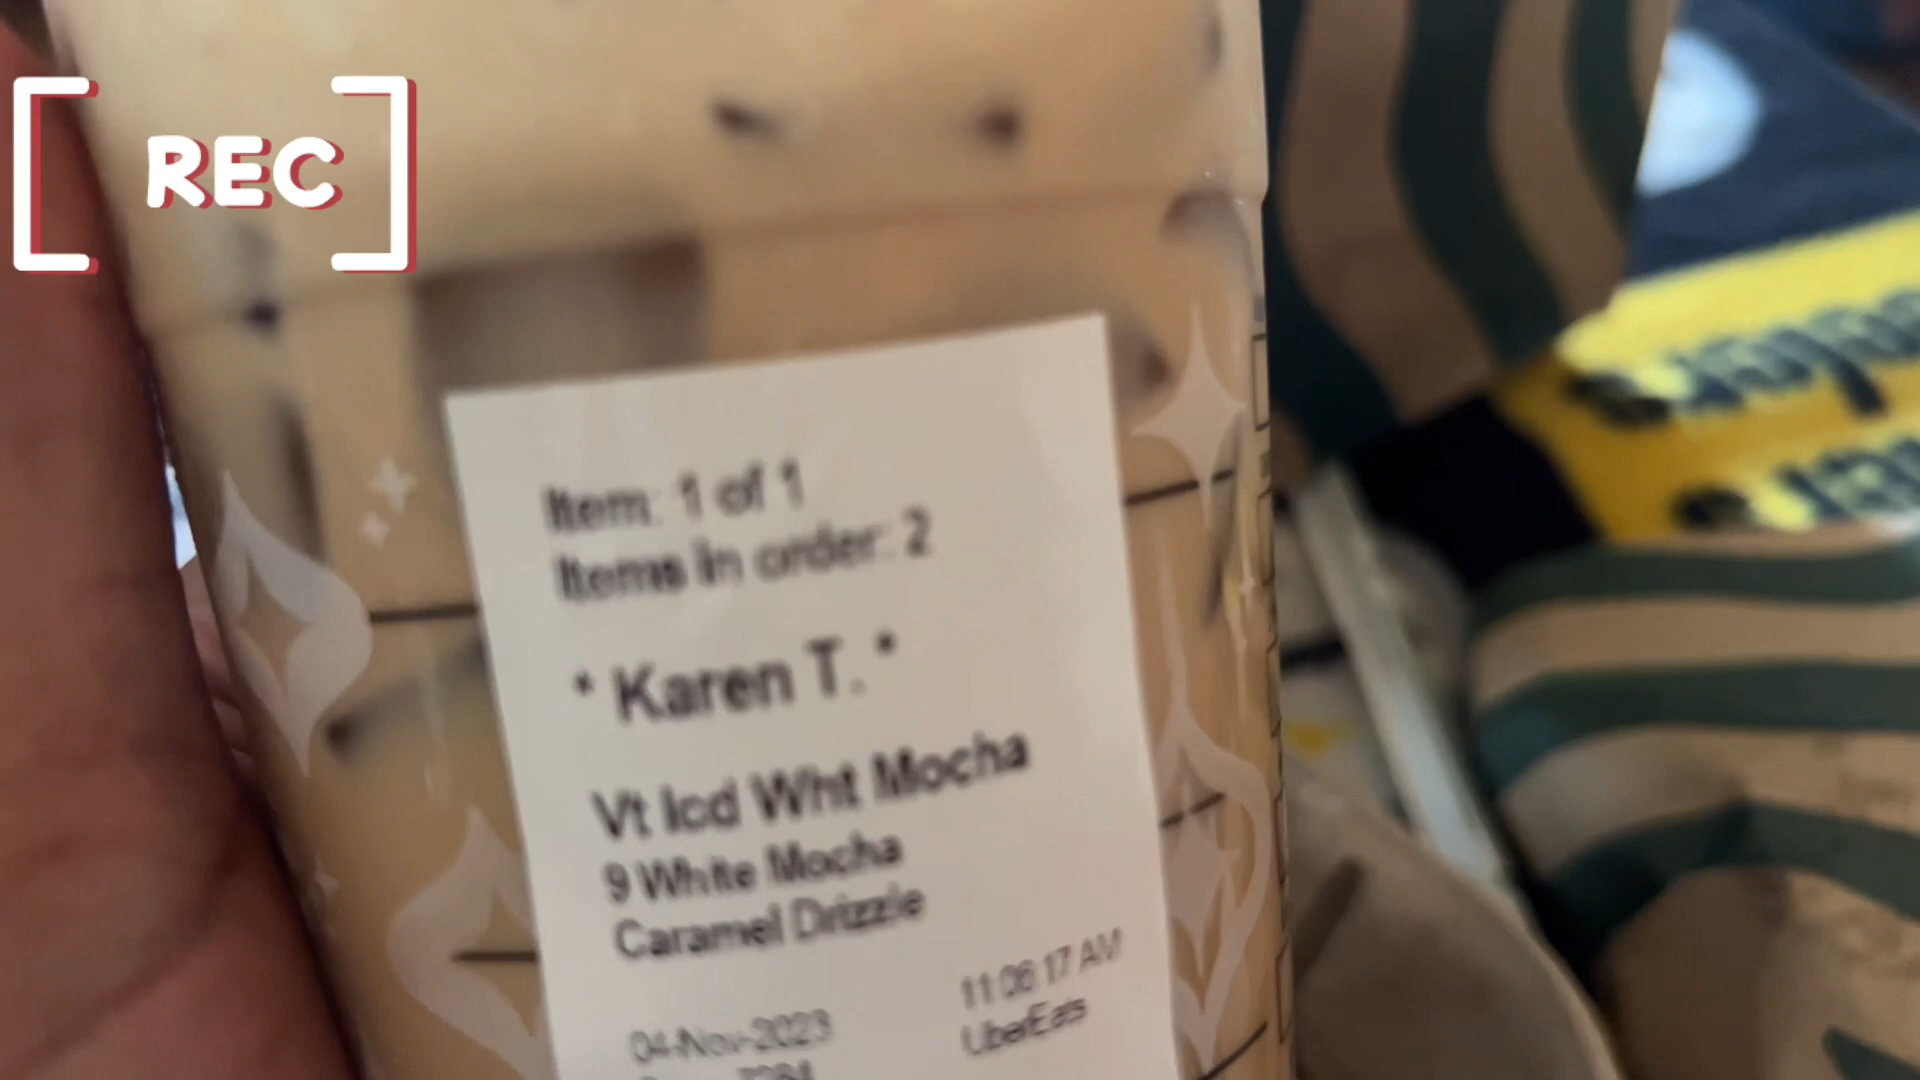 REC
Item: 1 of 1
Items in order: 2
* Karen T. *
Vt Icd Wht Mocha
9 White Mocha
Caramel Drizzle
11:06:17 AM
04-Nov-2023
UberEats